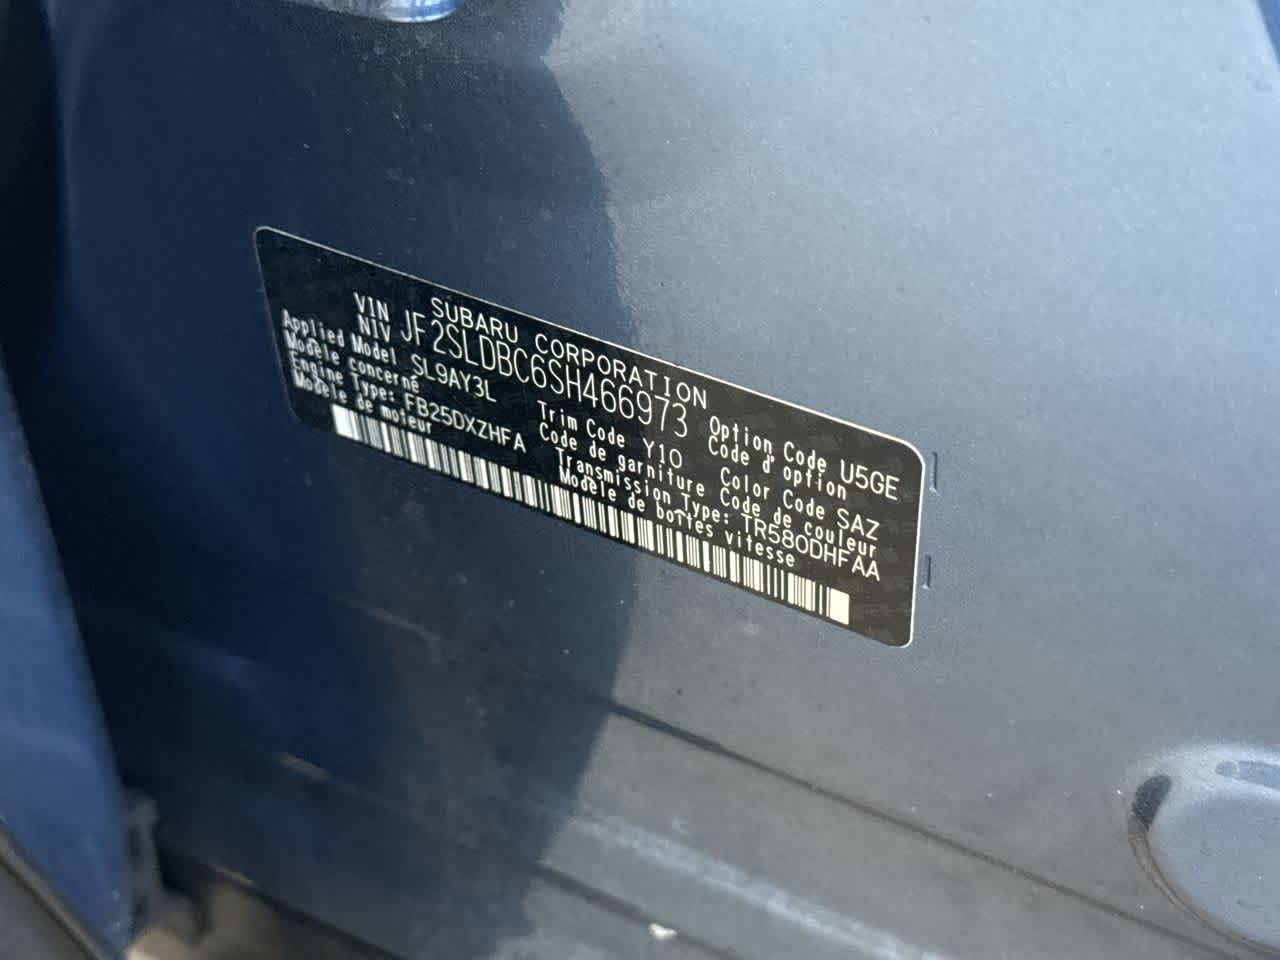 SUBARU CORPORATION
VIN
NIV JF2SLDBC6SH466973
Applied Model SL9AY3L
Modèle concerné
Engine Type: FB25DXZHFA
Modèle de moteur
Option Code U5GE
Code d'option
Trim Code Y10
Code de garniture
Color Code SAZ
Code de couleur
Transmission Type: TR580DHFAA
Modèle de boîtes vitesse